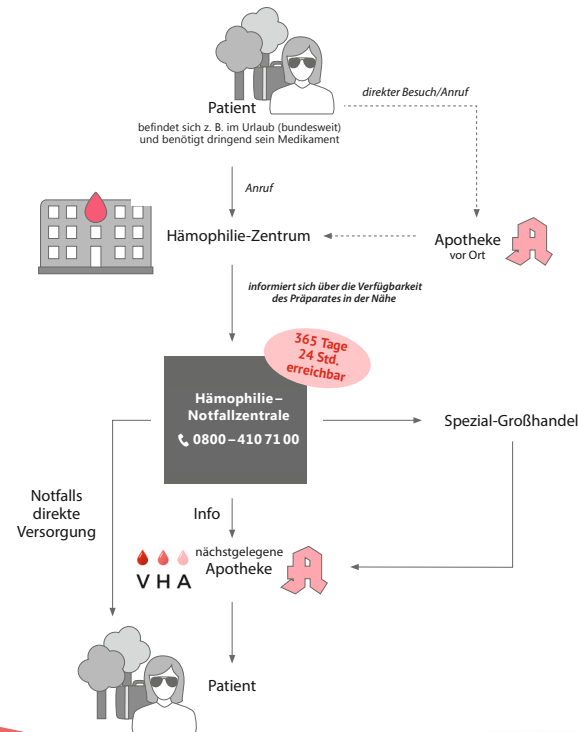 direkter Besuch/Anruf
Patient
befindet sich z. B. im Urlaub (bundesweit)
und benötigt dringend sein Medikament
Anruf
Hämophilie-Zentrum
Apotheke
vor Ort
informiert sich über die Verfügbarkeit
des Präparates in der Nähe
365 Tage
24 Std.
erreichbar
Hämophilie–
Notfallzentrale
0800–410 71 00
Spezial-Großhandel
Notfalls
direkte
Versorgung
Info
nächstgelegene
Apotheke
VHA
Patient